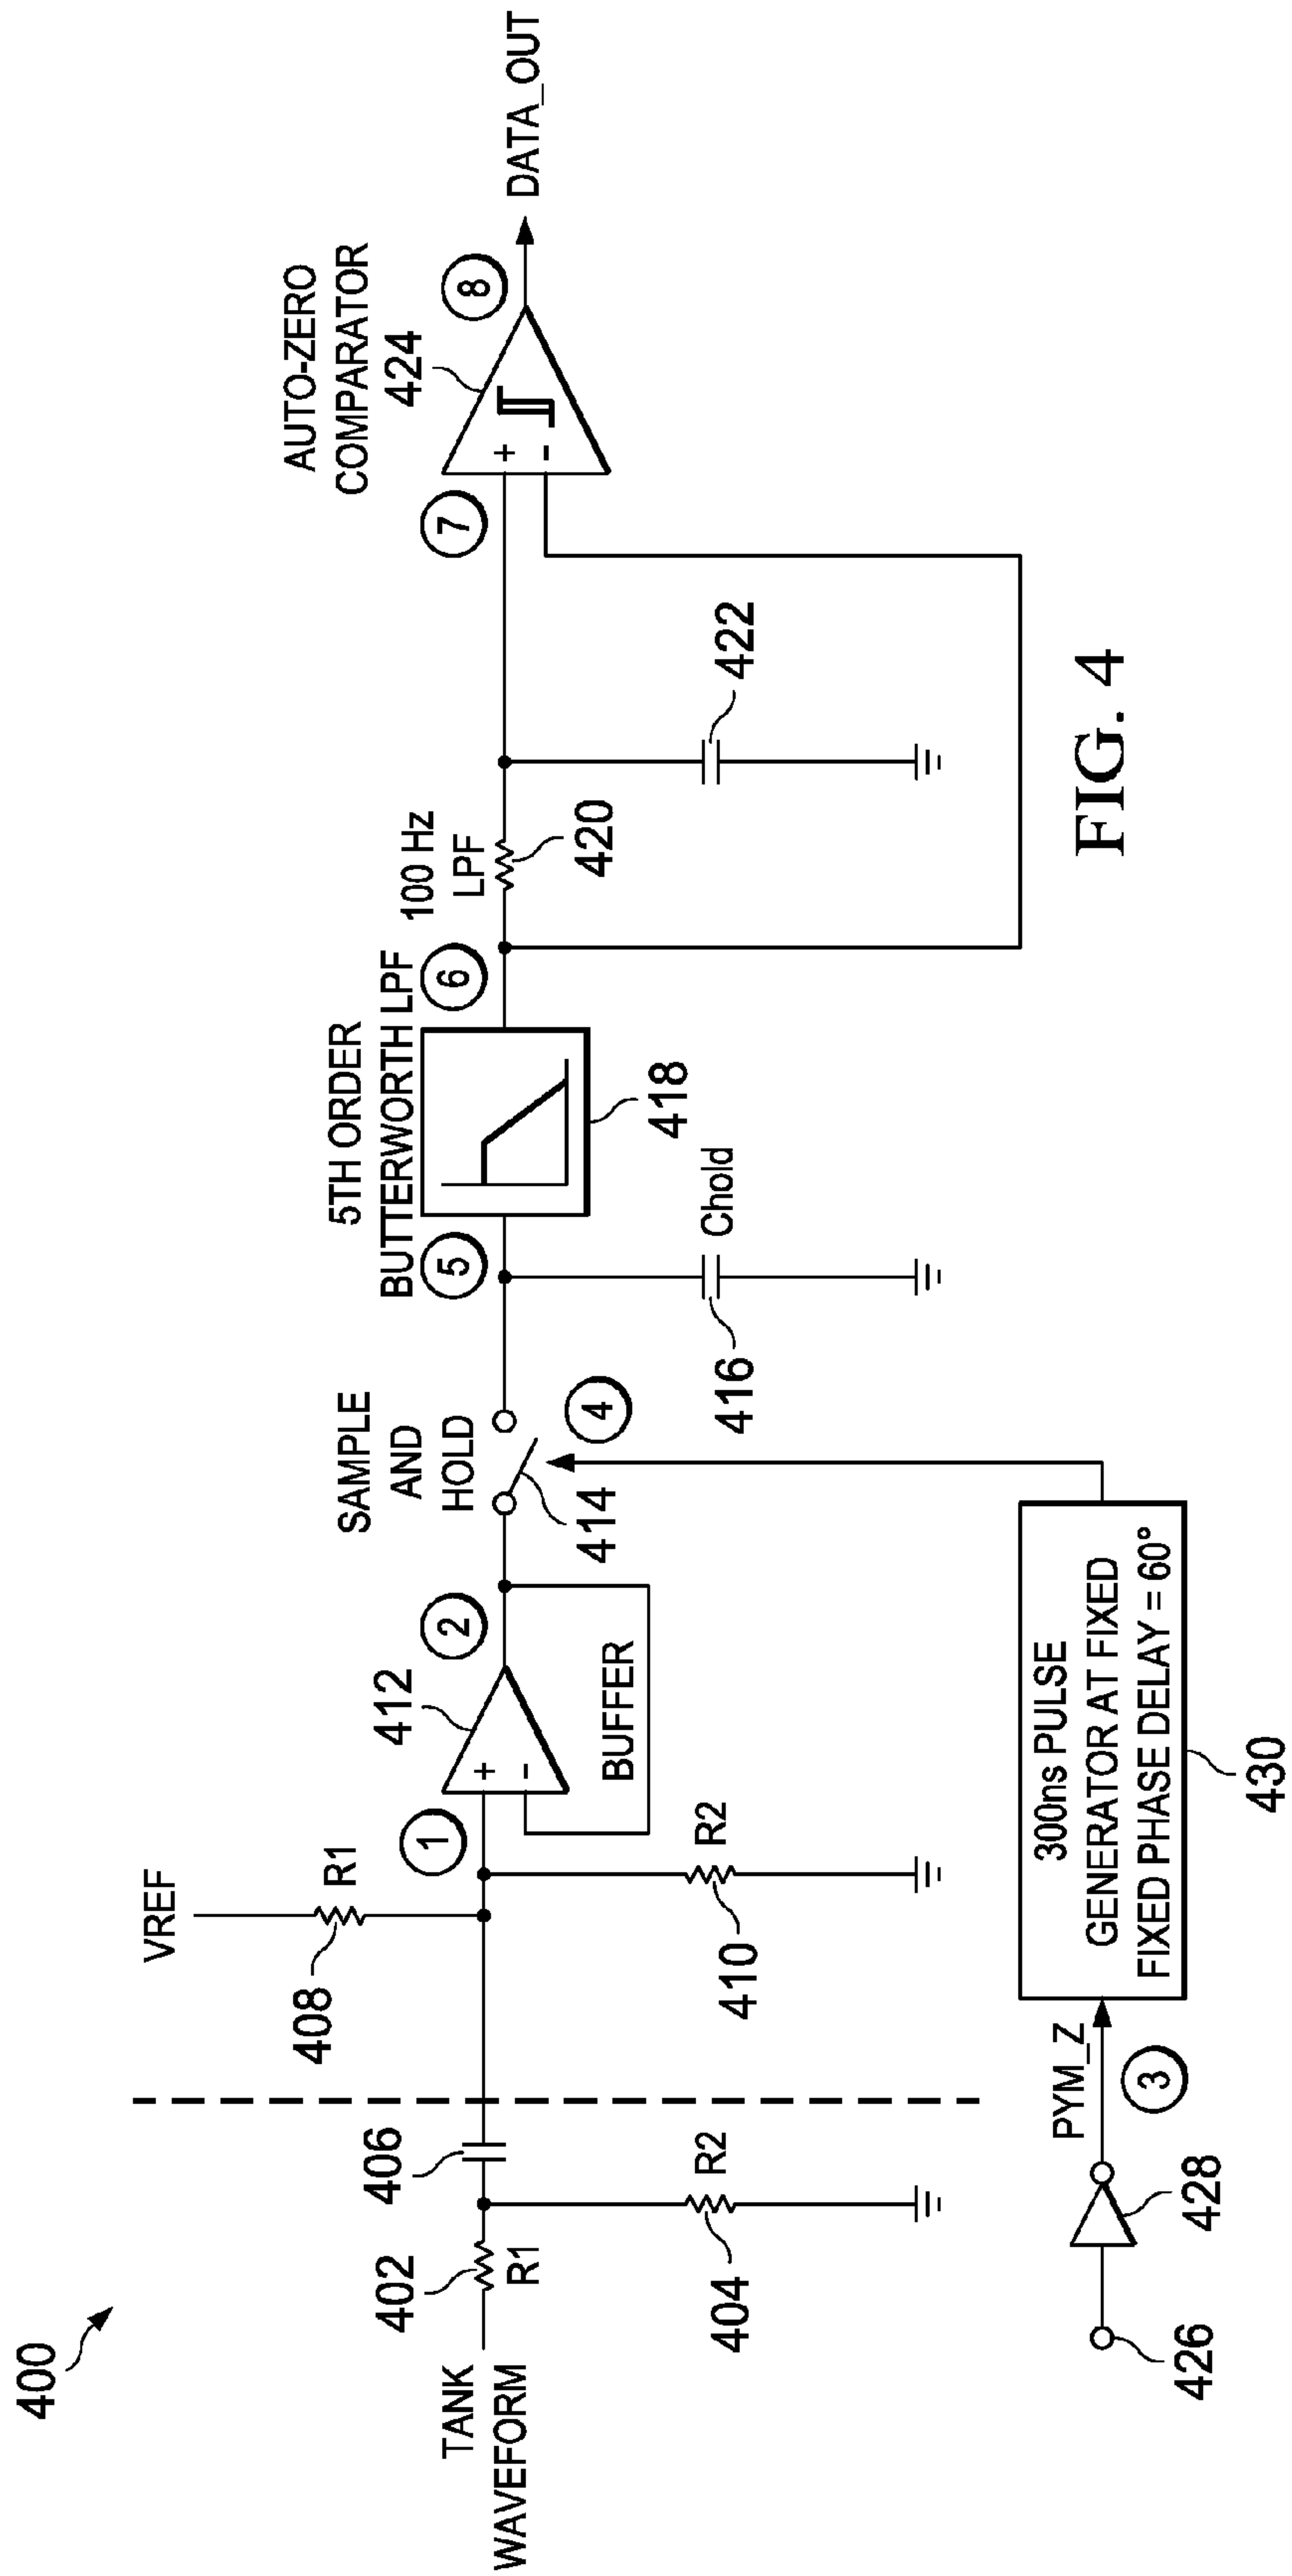 400
TANK
WAVEFORM
402
R1
404
R2
406
VREF
408
R1
410
R2
1
412
+
-
BUFFER
2
SAMPLE
AND
HOLD
414
4
416
Chold
5TH ORDER
BUTTERWORTH LPF
5
418
6
100 Hz
LPF
420
422
7
AUTO-ZERO
COMPARATOR
424
+
-
8
DATA_OUT
426
428
PYM_Z
3
300ns PULSE
GENERATOR AT FIXED
FIXED PHASE DELAY = 60°
430
FIG. 4